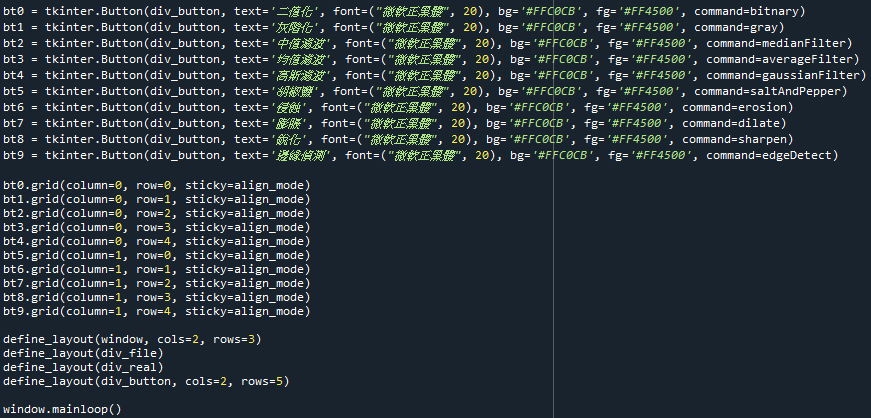 bt0 = tkinter.Button(div_button, text='二值化', font=("微軟正黑體", 20), bg='#FFC0CB', fg='#FF4500', command=bitnary)
bt1 = tkinter.Button(div_button, text='灰階化', font=("微軟正黑體", 20), bg='#FFC0CB', fg='#FF4500', command=gray)
bt2 = tkinter.Button(div_button, text='中值濾波', font=("微軟正黑體", 20), bg='#FFC0CB', fg='#FF4500', command=medianFilter)
bt3 = tkinter.Button(div_button, text='均值濾波', font=("微軟正黑體", 20), bg='#FFC0CB', fg='#FF4500', command=averageFilter)
bt4 = tkinter.Button(div_button, text='高斯濾波', font=("微軟正黑體", 20), bg='#FFC0CB', fg='#FF4500', command=gaussianFilter)
bt5 = tkinter.Button(div_button, text='胡椒鹽', font=("微軟正黑體", 20), bg='#FFC0CB', fg='#FF4500', command=saltAndPepper)
bt6 = tkinter.Button(div_button, text='侵蝕', font=("微軟正黑體", 20), bg='#FFC0CB', fg='#FF4500', command=erosion)
bt7 = tkinter.Button(div_button, text='膨脹', font=("微軟正黑體", 20), bg='#FFC0CB', fg='#FF4500', command=dilate)
bt8 = tkinter.Button(div_button, text='銳化', font=("微軟正黑體", 20), bg='#FFC0CB', fg='#FF4500', command=sharpen)
bt9 = tkinter.Button(div_button, text='邊緣偵測', font=("微軟正黑體", 20), bg='#FFC0CB', fg='#FF4500', command=edgeDetect)
bt0.grid(column=0, row=0, sticky=align_mode)
bt1.grid(column=0, row=1, sticky=align_mode)
bt2.grid(column=0, row=2, sticky=align_mode)
bt3.grid(column=0, row=3, sticky=align_mode)
bt4.grid(column=0, row=4, sticky=align_mode)
bt5.grid(column=1, row=0, sticky=align_mode)
bt6.grid(column=1, row=1, sticky=align_mode)
bt7.grid(column=1, row=2, sticky=align_mode)
bt8.grid(column=1, row=3, sticky=align_mode)
bt9.grid(column=1, row=4, sticky=align_mode)
define_layout(window, cols=2, rows=3)
define_layout(div_file)
define_layout(div_real)
define_layout(div_button, cols=2, rows=5)
window.mainloop()